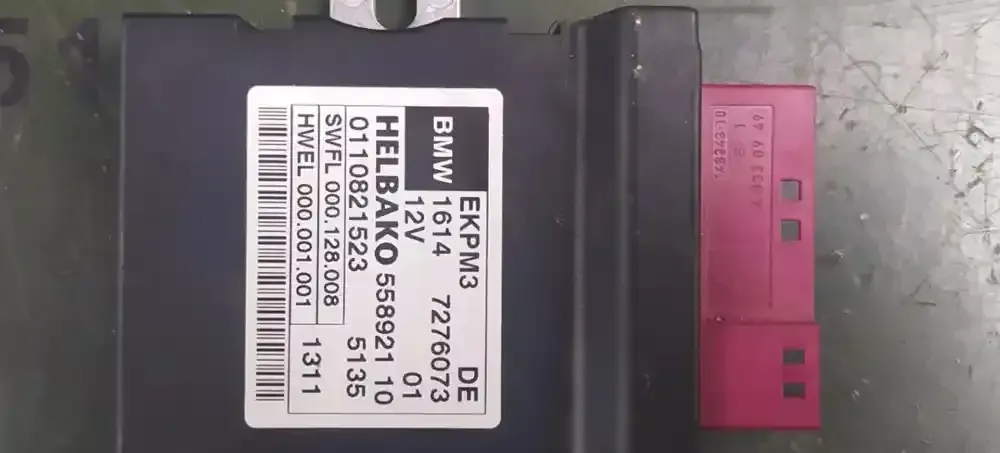 EKPM3 DE
BMW 1614 7276073
12V 01
HELBAKO 558921 10
0110821523 5135
SWFL 000.128.008
HWEL 000.001.001 1311
5